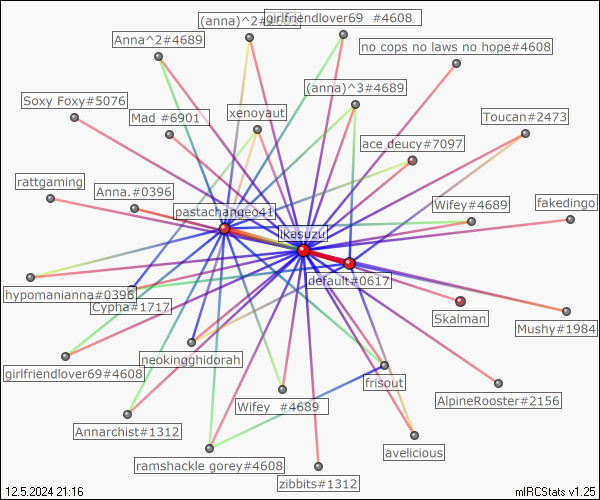 (anna)^2#4689
girlfriendlover69 #4608
Anna^2#4689
no cops no laws no hope#4608
(anna)^3#4689
Soxy Foxy#5076
Mad #6901
xenoyaut
Toucan#2473
ace deucy#7097
rattgaming
Anna.#0396
pastachangeo41
Wifey#4689
fakedingo
iKasuzu
default#0617
hypomanianna#0396
Cypha#1717
Skalman
Mushy#1984
neokingghidorah
girlfriendlover69#4608
frisout
Wifey #4689
AlpineRooster#2156
Annarchist#1312
avelicious
ramshackle gorey#4608
zibbits#1312
12.5.2024 21:16
mIRCStats v1.25